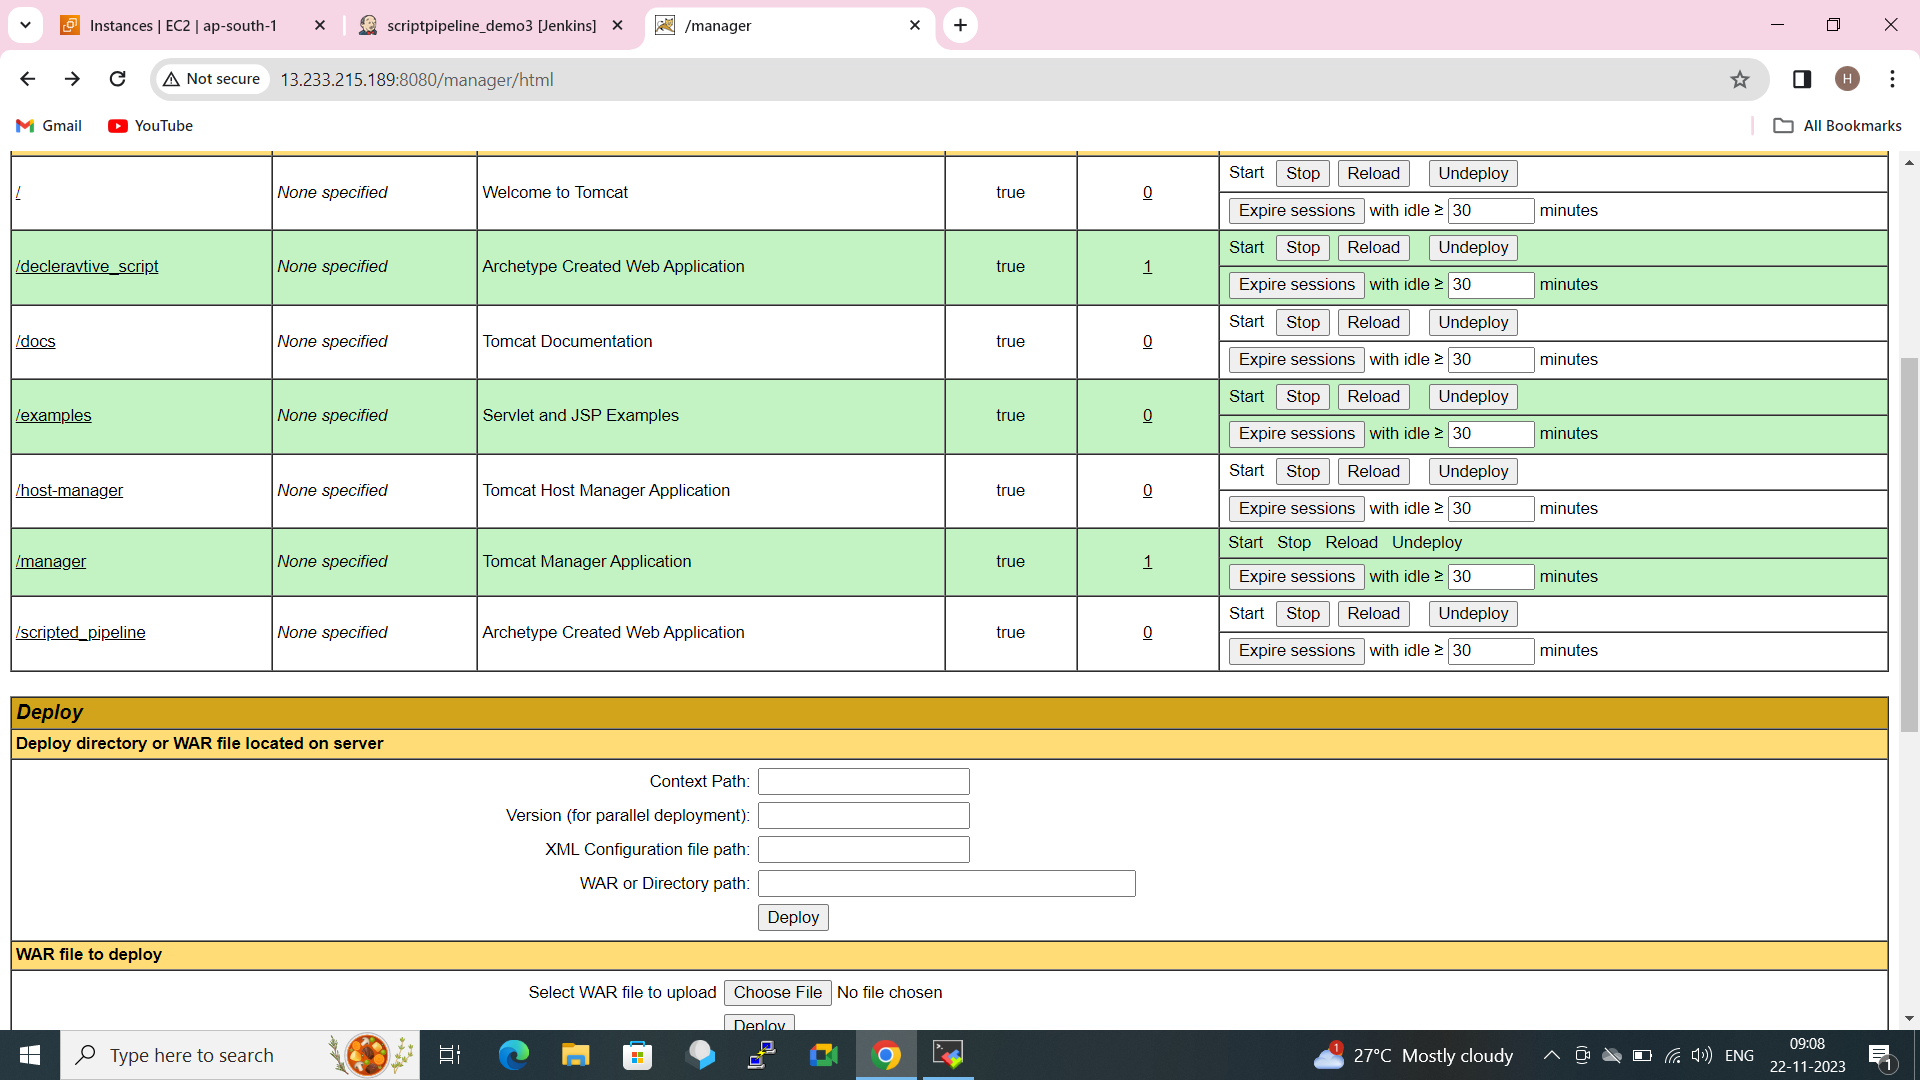 Instances | EC2 | ap-south-1
scriptpipeline_demo3 [Jenkins]
/manager
Not secure
13.233.215.189:8080/manager/html
H
Gmail
YouTube
All Bookmarks
/ None specified Welcome to Tomcat true 0 Start Stop Reload Undeploy
Expire sessions with idle ≥ 30 minutes
/decleravtive_script None specified Archetype Created Web Application true 1 Start Stop Reload Undeploy
Expire sessions with idle ≥ 30 minutes
/docs None specified Tomcat Documentation true 0 Start Stop Reload Undeploy
Expire sessions with idle ≥ 30 minutes
/examples None specified Servlet and JSP Examples true 0 Start Stop Reload Undeploy
Expire sessions with idle ≥ 30 minutes
/host-manager None specified Tomcat Host Manager Application true 0 Start Stop Reload Undeploy
Expire sessions with idle ≥ 30 minutes
/manager None specified Tomcat Manager Application true 1 Start Stop Reload Undeploy
Expire sessions with idle ≥ 30 minutes
/scripted_pipeline None specified Archetype Created Web Application true 0 Start Stop Reload Undeploy
Expire sessions with idle ≥ 30 minutes
Deploy
Deploy directory or WAR file located on server
Context Path:
Version (for parallel deployment):
XML Configuration file path:
WAR or Directory path:
Deploy
WAR file to deploy
Select WAR file to upload Choose File No file chosen
Deploy
Type here to search
1
27°C Mostly cloudy
ENG
09:08
22-11-2023
1